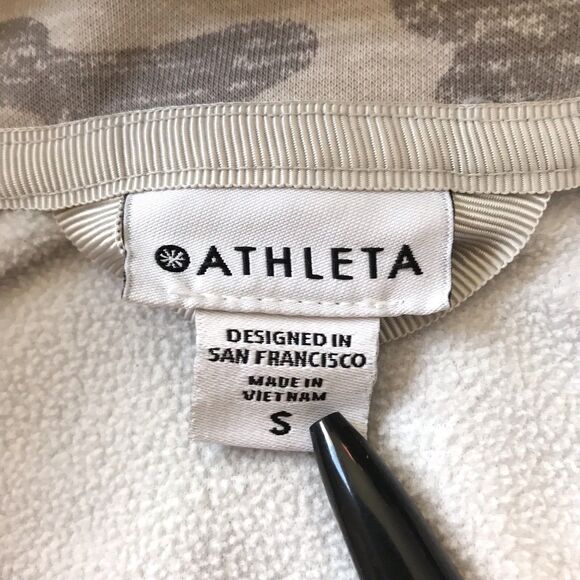 ATHLETA
DESIGNED IN
SAN FRANCISCO
MADE IN
VIETNAM
S